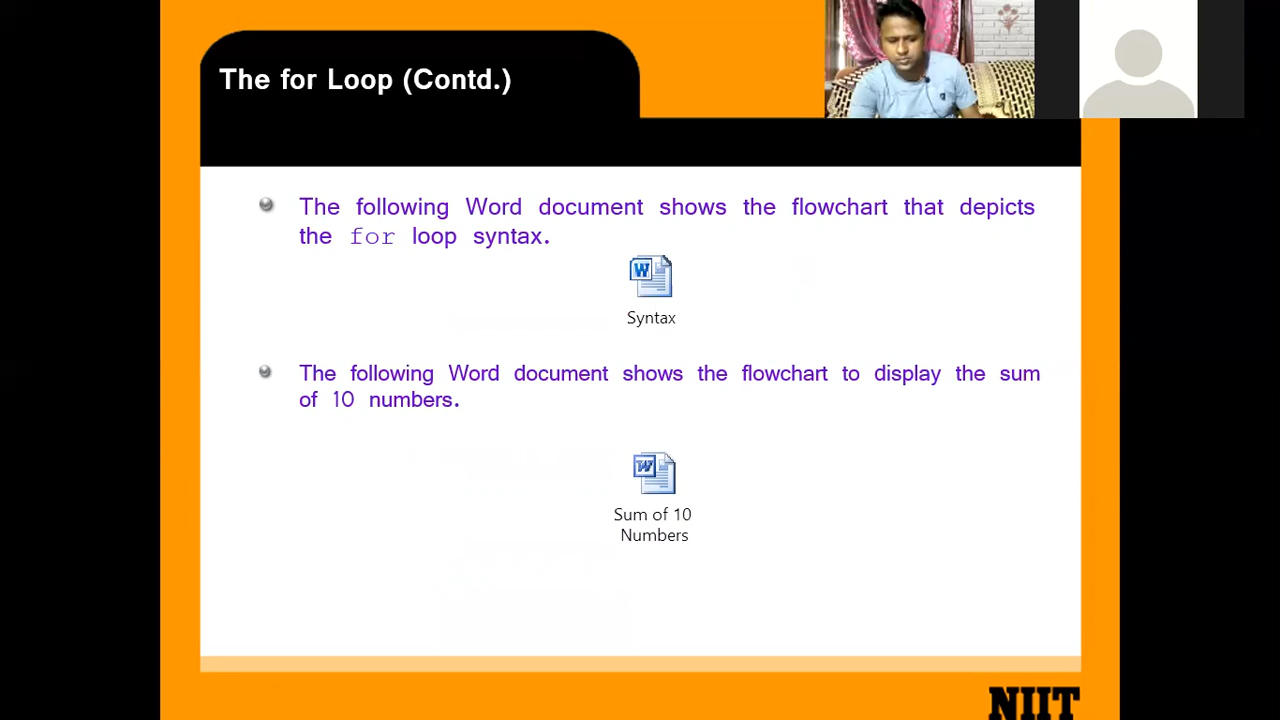 The for Loop (Contd.)
The following Word document shows the flowchart that depicts
the for loop syntax.
Syntax
The following Word document shows the flowchart to display the sum
of 10 numbers.
Sum of 10
Numbers
NIIT